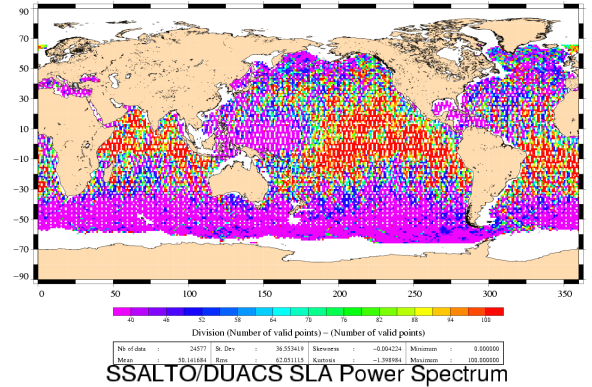 90
70
50
30
10
−10
−30
−50
−70
−90
0 50 100 150 200 250 300 350
40 46 52 58 64 70 76 82 88 94 100
Division (Number of valid points) − (Number of valid points)
Nb of data : 24577 St. Dev : 36.553419 Skewness : −0.004224 Minimum : 0.000000
Mean : 50.141684 Rms : 62.051115 Kurtosis : −1.398984 Maximum : 100.000000
SSALTO/DUACS SLA Power Spectrum